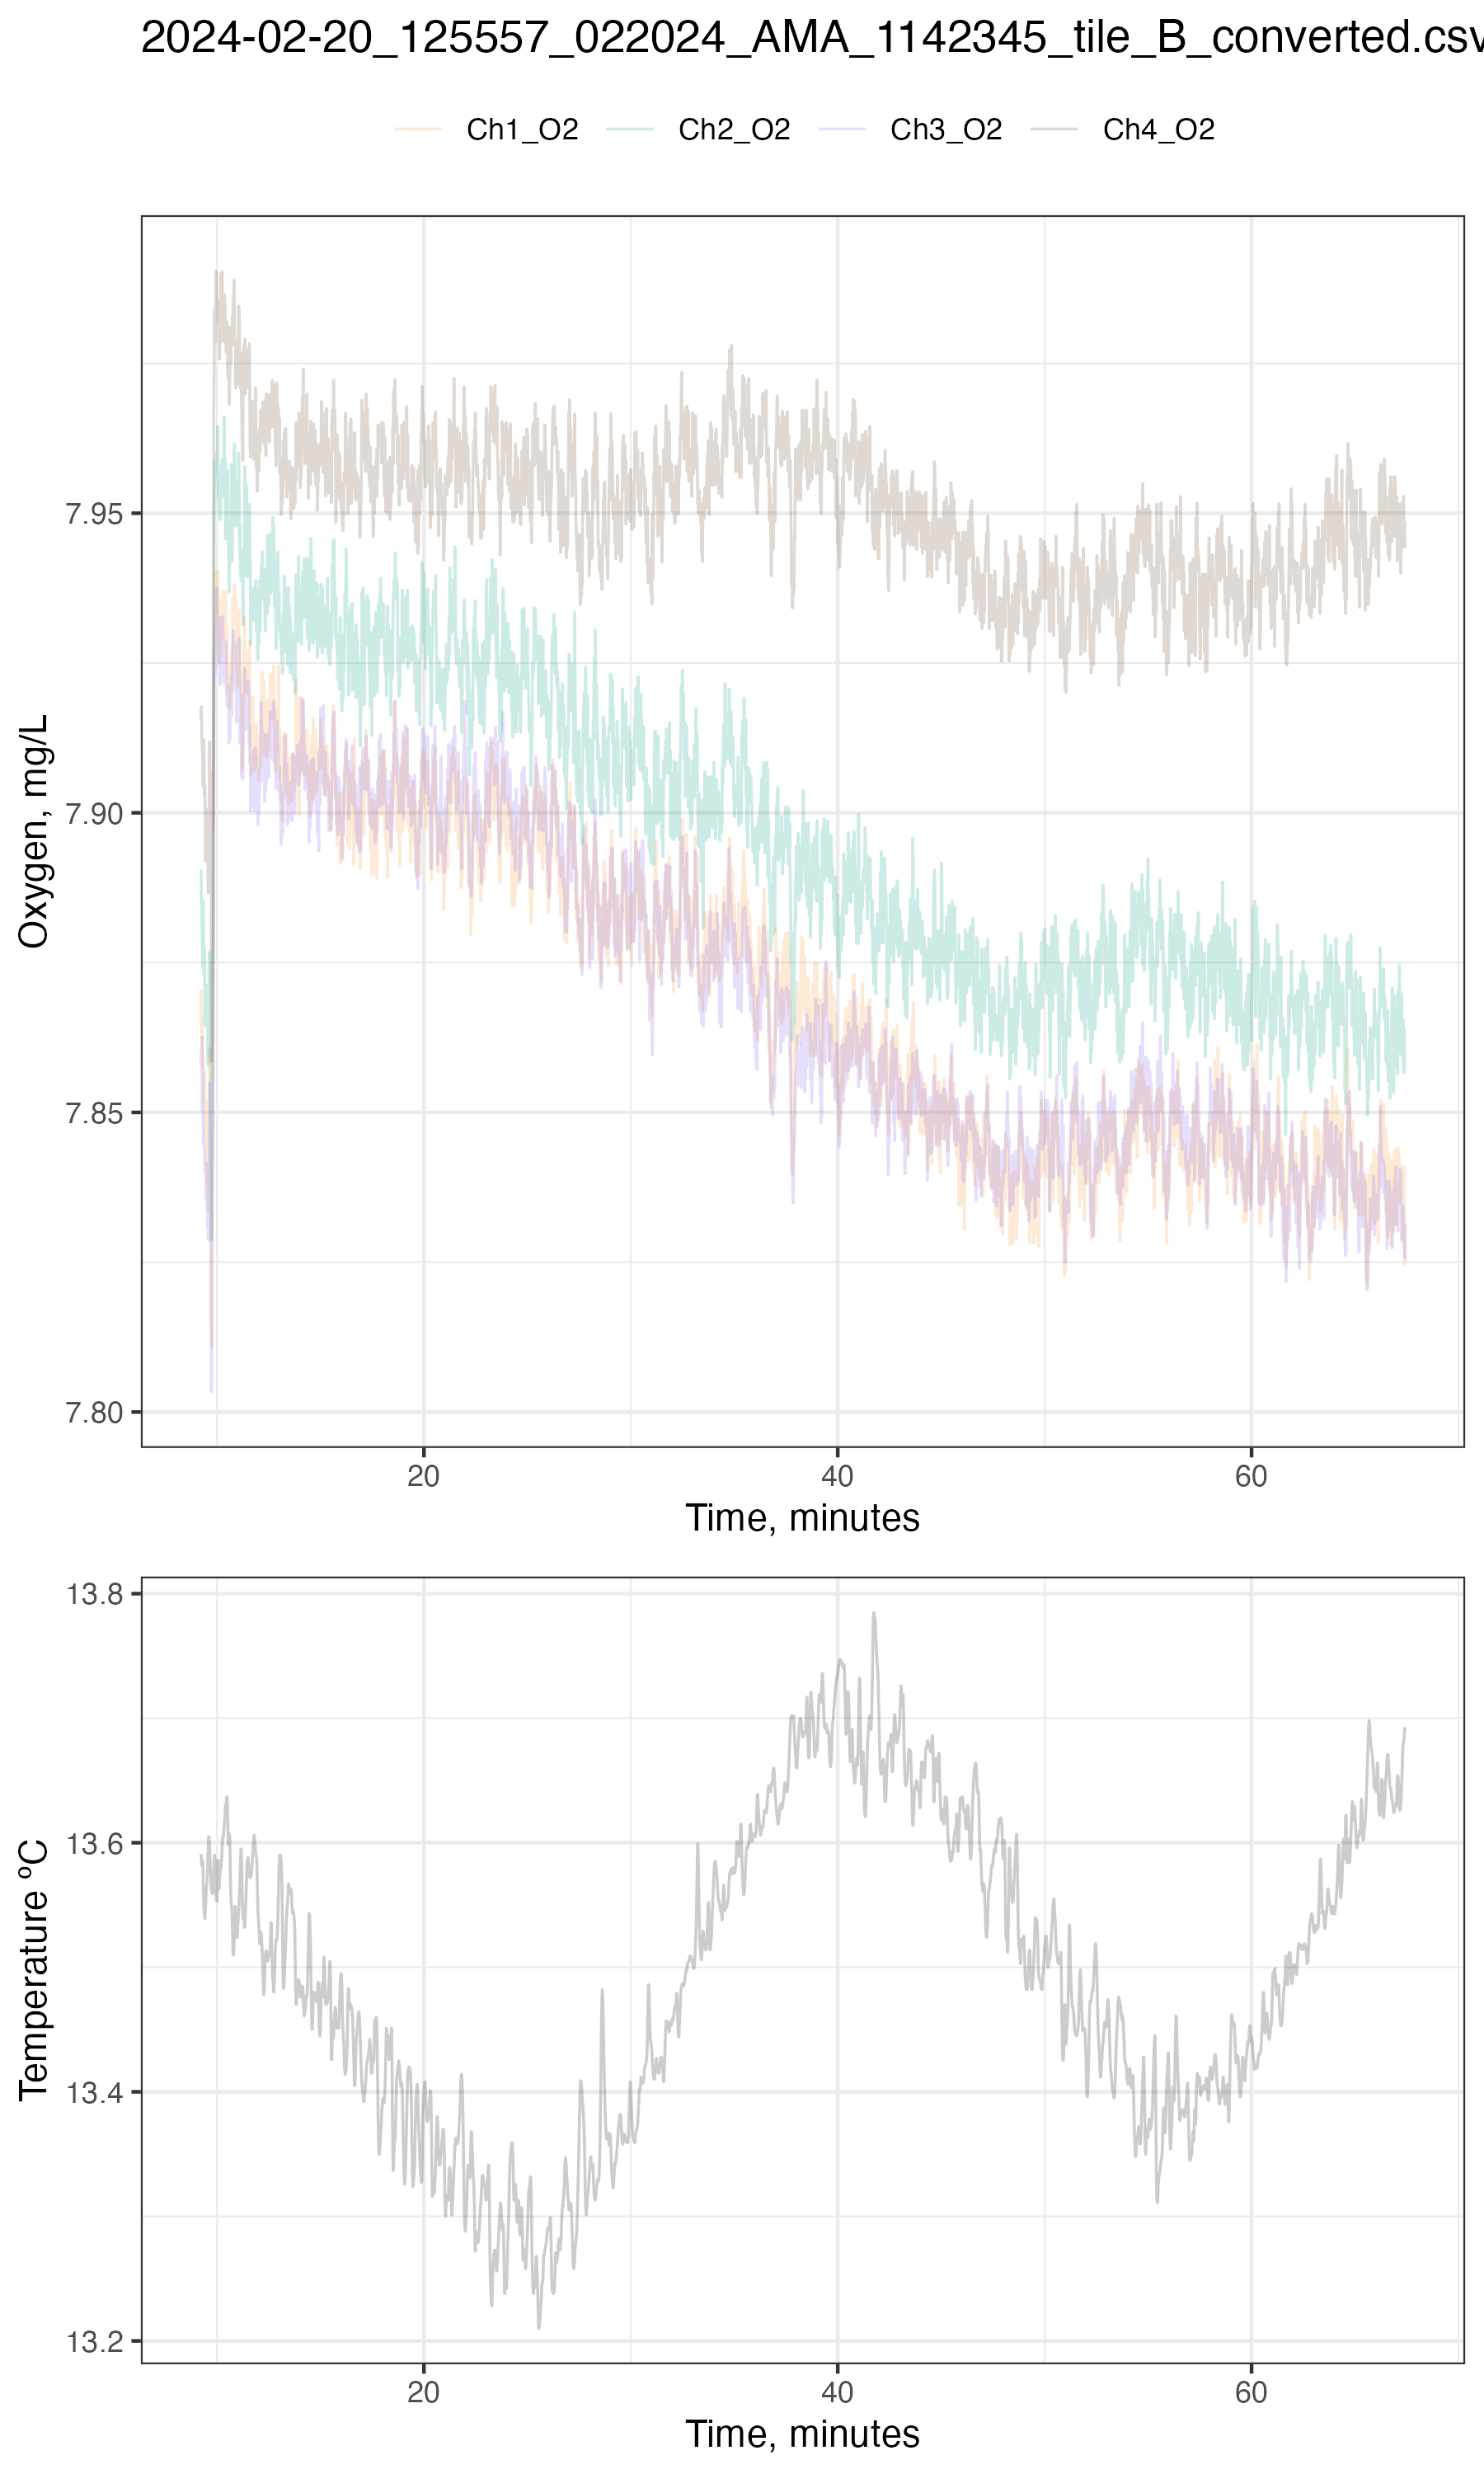 2024-02-20_125557_022024_AMA_1142345_tile_B_converted.csv
Ch1_O2 Ch2_O2 Ch3_O2 Ch4_O2
Oxygen, mg/L
7.95
7.90
7.85
7.80
20 40 60
Time, minutes
Temperature ºC
13.8
13.6
13.4
13.2
20 40 60
Time, minutes